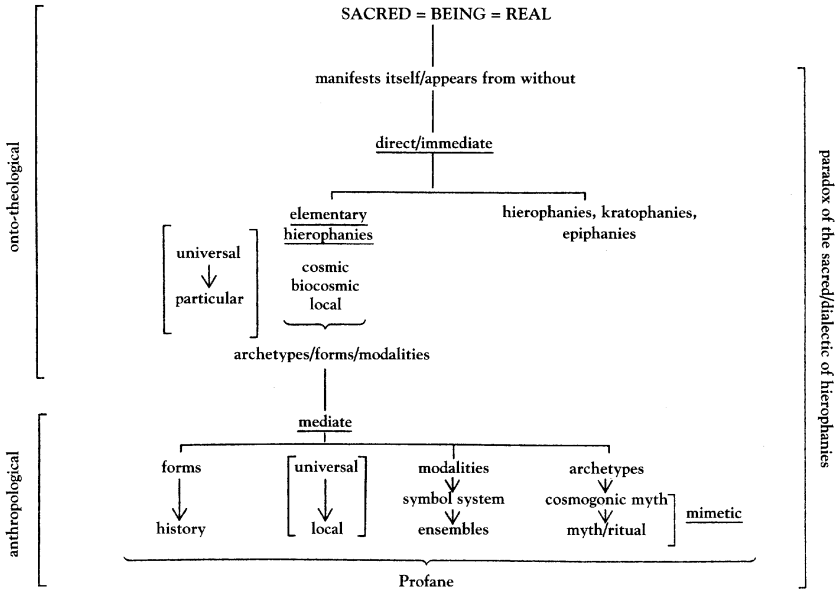 SACRED = BEING = REAL
manifests itself/appears from without
direct/immediate
elementary
hierophanies
hierophanies, kratophanies,
epiphanies
universal
particular
cosmic
biocosmic
local
archetypes/forms/modalities
onto-theological
paradox of the sacred/dialectic of hierophanies
mediate
forms
history
universal
local
modalities
symbol system
ensembles
archetypes
cosmogonic myth
myth/ritual
mimetic
anthropological
Profane